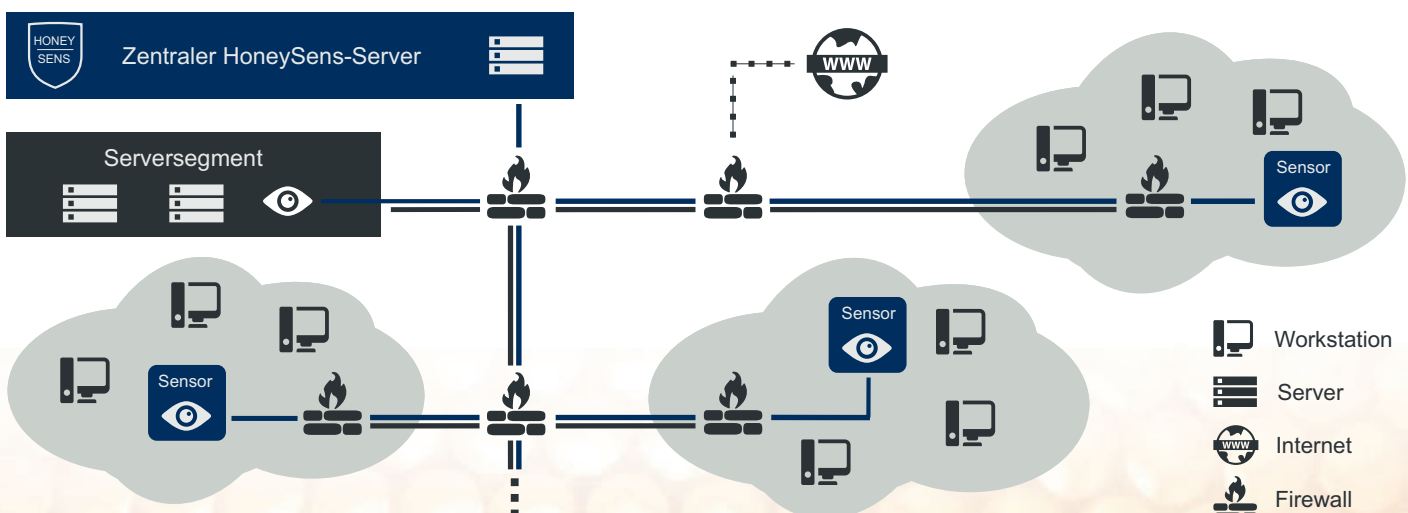 HONEY
SENS
Zentraler HoneySens-Server
WWW
Serversegment
Sensor
Sensor
Sensor
Workstation
Server
WWW
Internet
Firewall